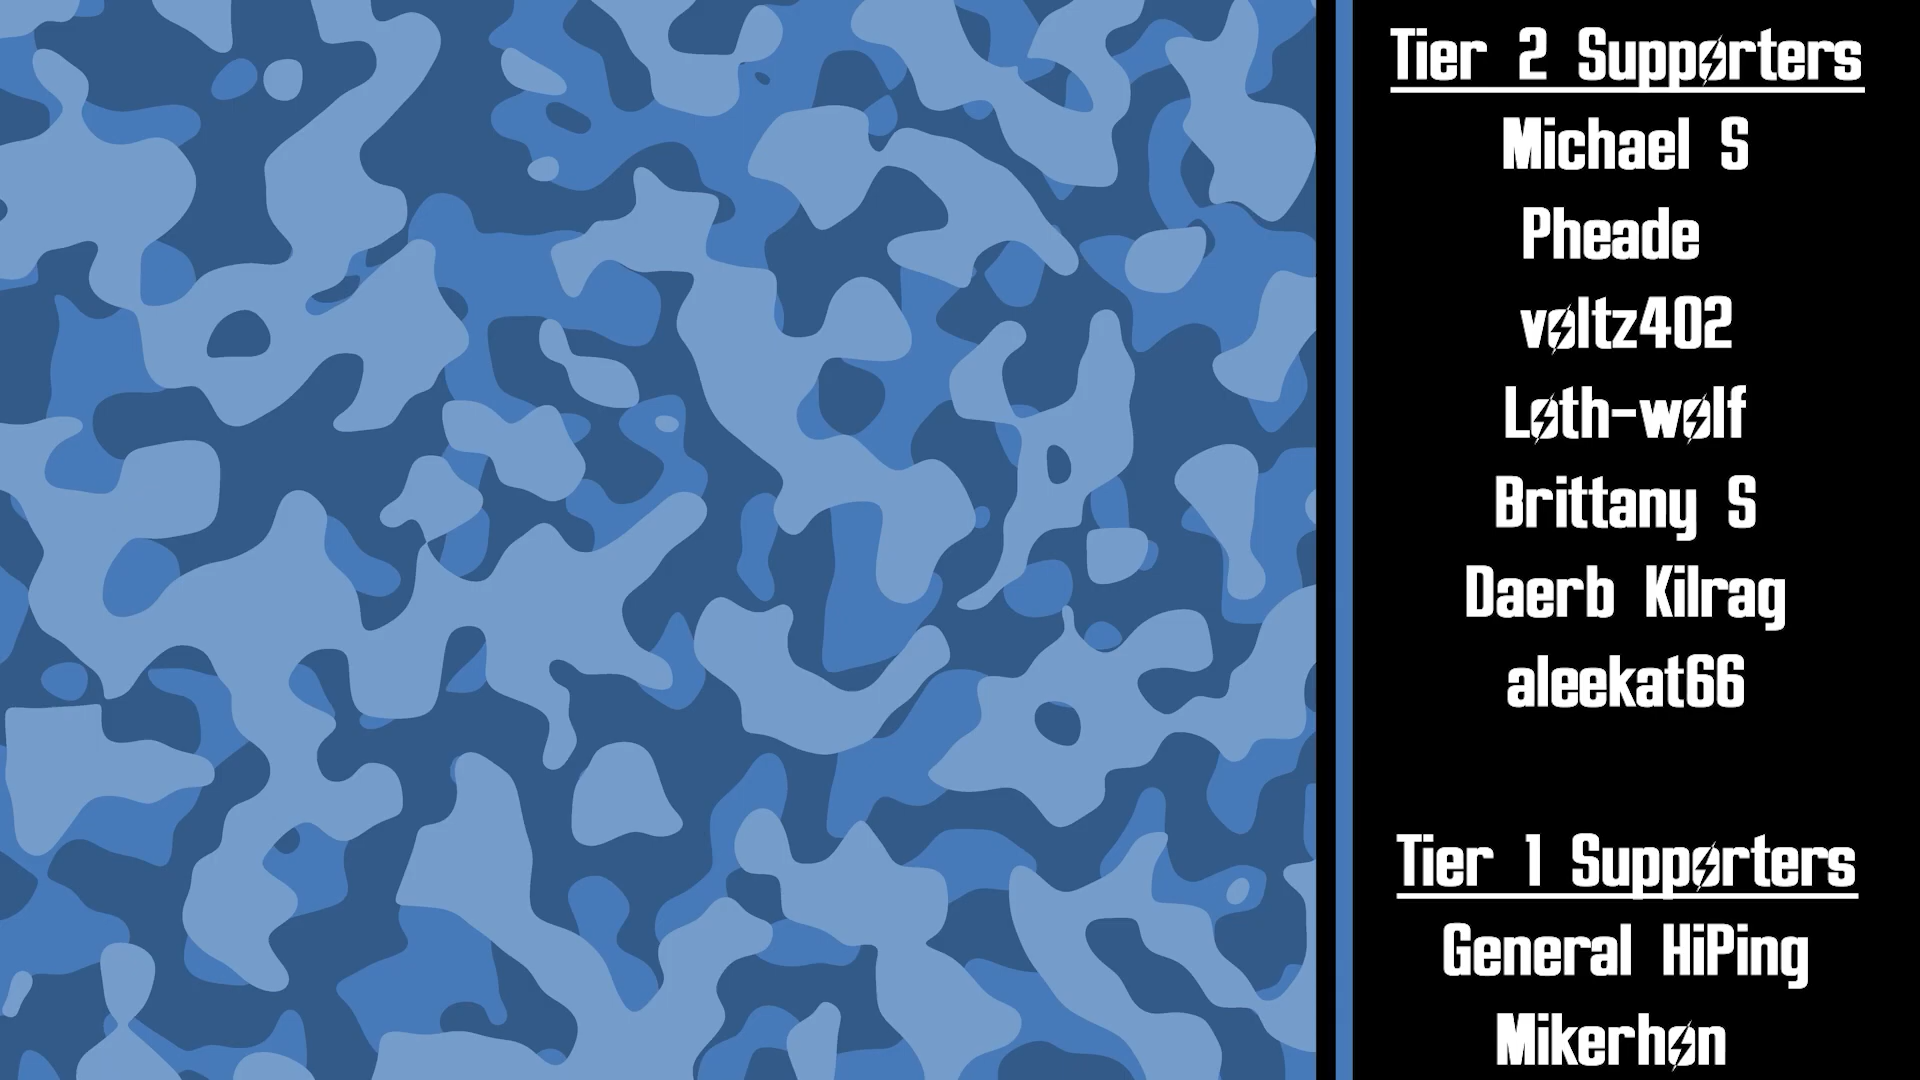 Tier 2 Supporters
Michael S
Pheade
voltz402
Loth-wolf
Brittany S
Daerb Kilrag
aleekat66
Tier 1 Supporters
General HiPing
Mikerhon